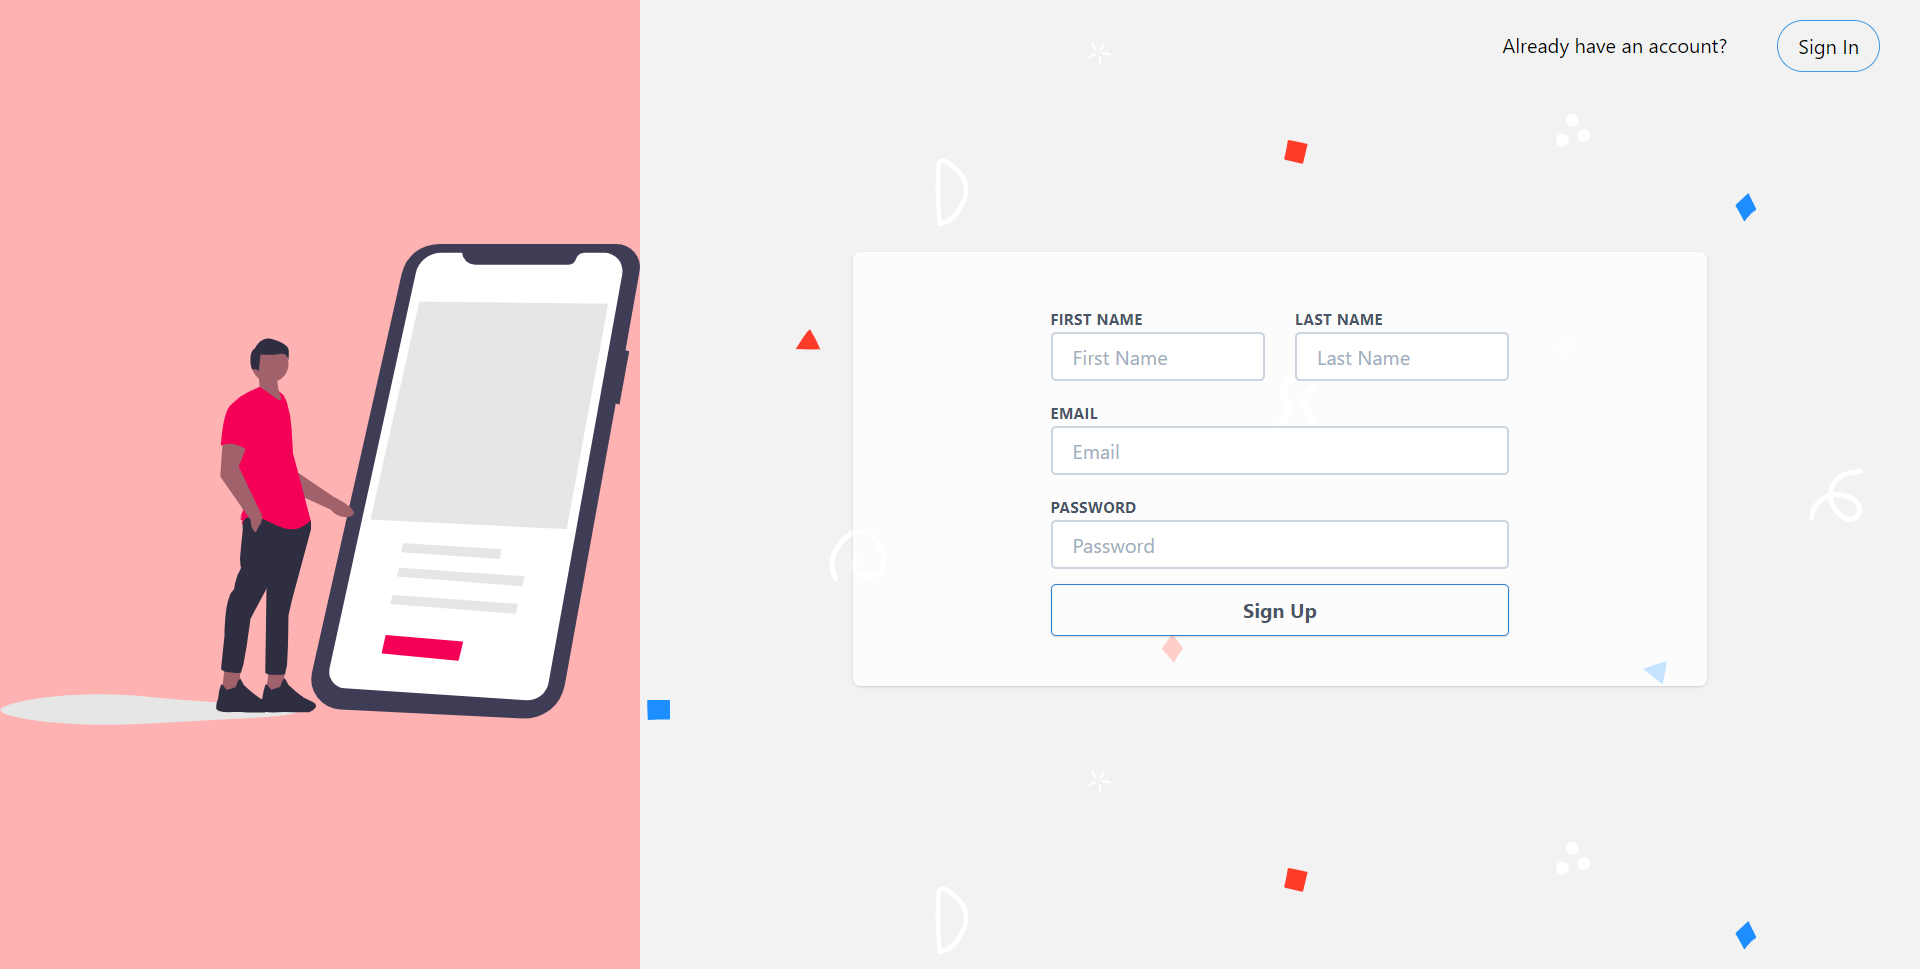 Already have an account?
Sign In
FIRST NAME
LAST NAME
First Name
Last Name
EMAIL
Email
PASSWORD
Password
Sign Up